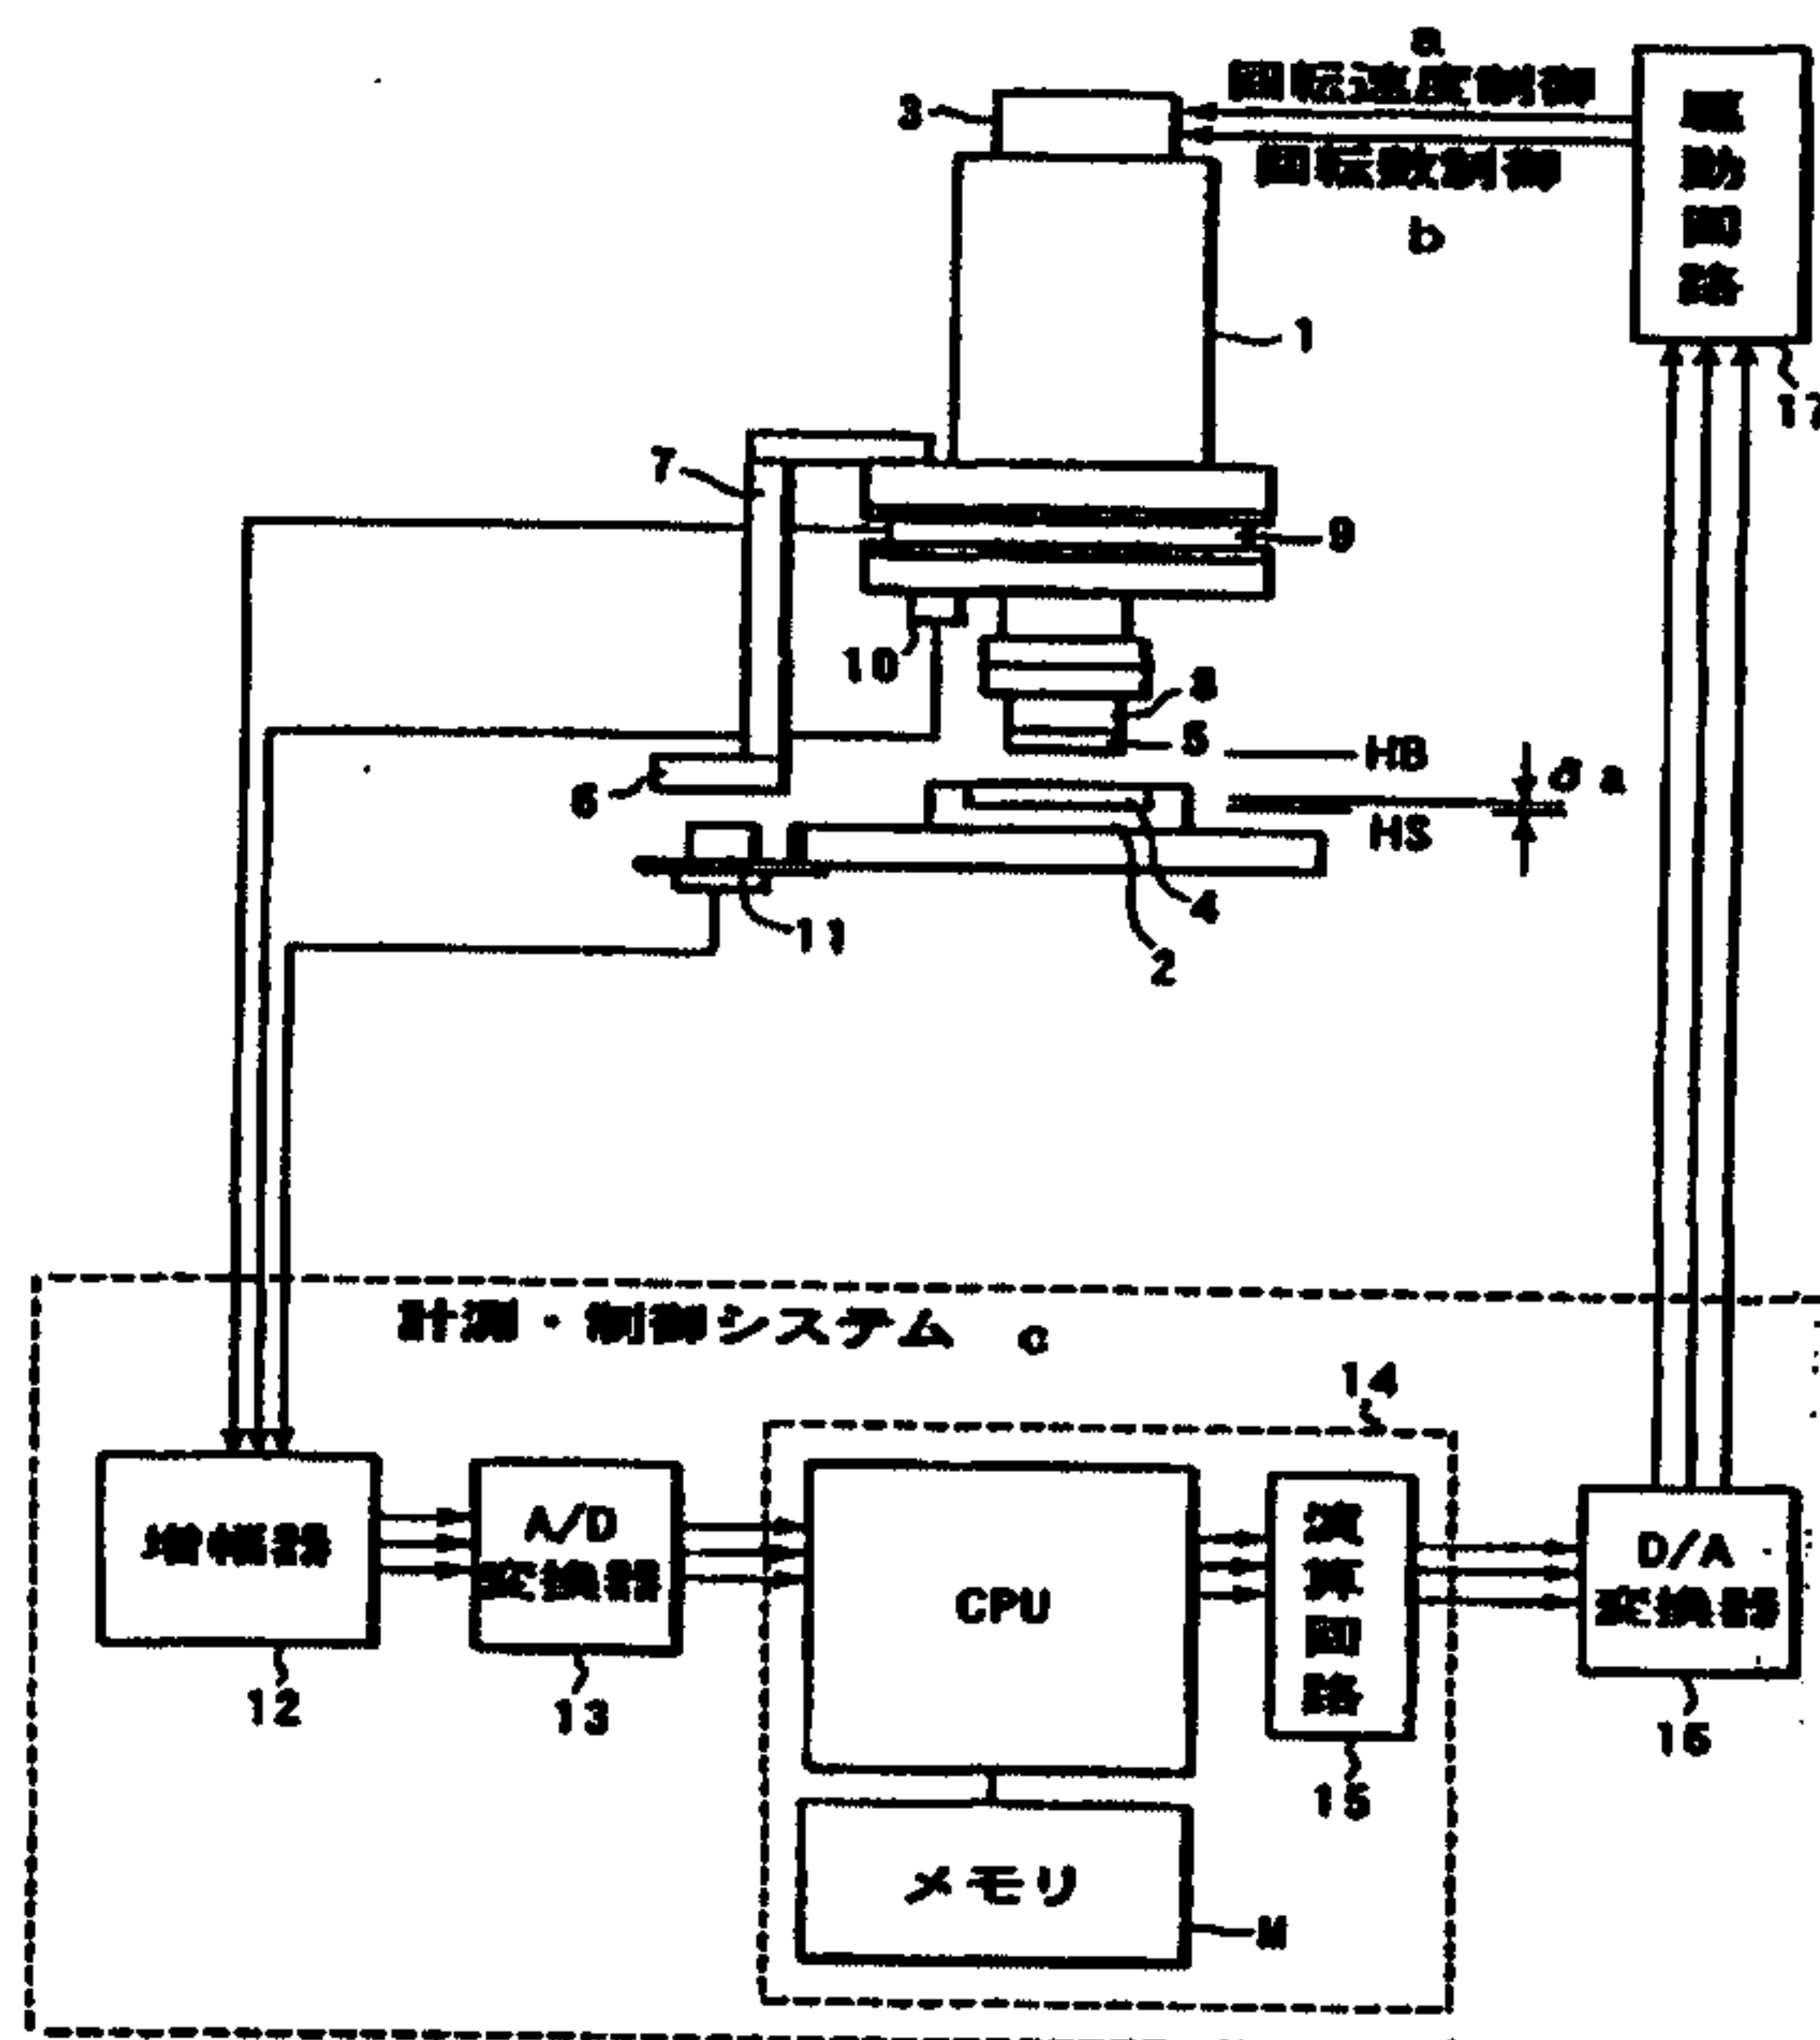 a
回転速度制御
回転数制御
b
駆動回路
17
3
1
7
9
10
8
5
6
HB
δa
HS
4
11
2
計測・制御システム c
14
増幅器
A/D
変換器
CPU
演算回路
D/A
変換器
12
13
15
16
メモリ
M